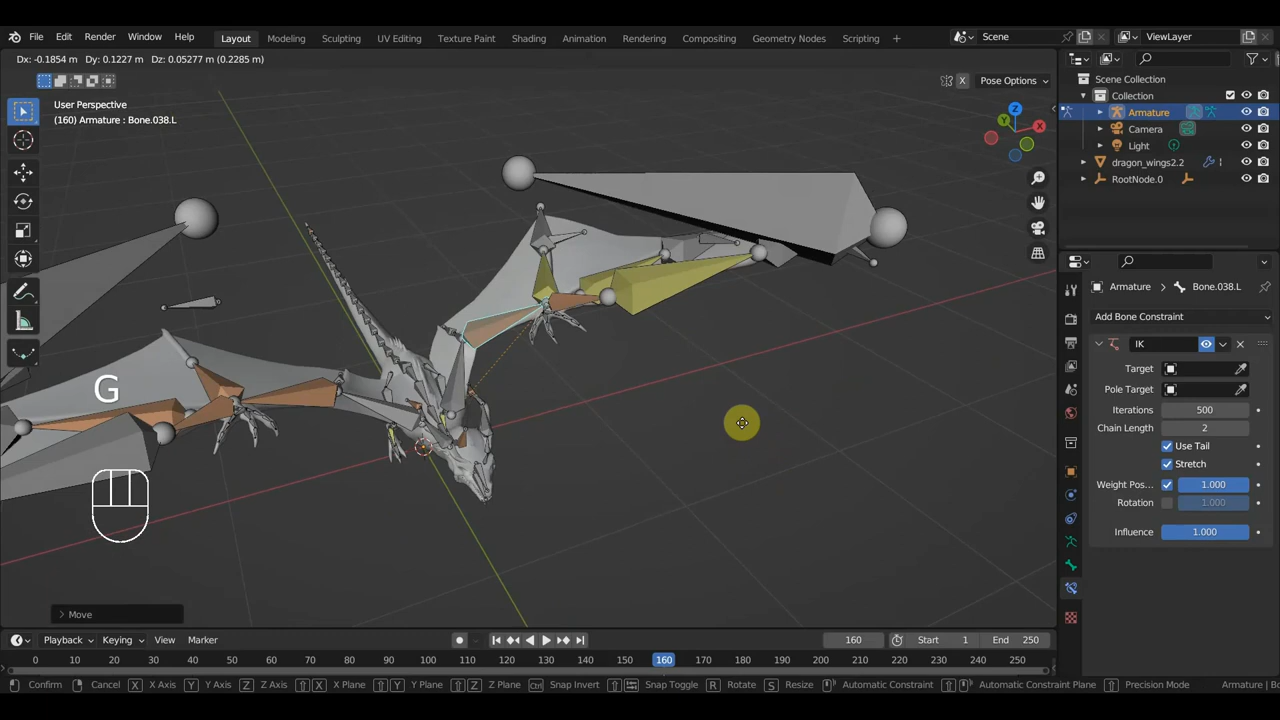 File Edit Render Window Help Layout Modeling Sculpting UV Editing Texture Paint Shading Animation Rendering Compositing Geometry Nodes Scripting + Scene ViewLayer
Dx: -0.1854 m Dy: 0.1227 m Dz: 0.05277 m (0.2285 m)
X Pose Options
User Perspective
(160) Armature : Bone.038.L
Z
Y
X
G
Move
Scene Collection
Collection
Armature
Camera
Light
dragon_wings2.2 1
RootNode.0
Armature Bone.038.L
Add Bone Constraint
IK
Target
Pole Target
Iterations 500
Chain Length 2
Use Tail
Stretch
Weight Pos... 1.000
Rotation 1.000
Influence 1.000
Playback Keying View Marker 160 Start 1 End 250
0 10 20 30 40 50 60 70 80 90 100 110 120 130 140 150 160 170 180 190 200 210 220 230 240 250
Confirm Cancel X X Axis Y Y Axis Z Z Axis X X Plane Y Y Plane Z Z Plane Ctrl Snap Invert Snap Toggle R Rotate S Resize Automatic Constraint Automatic Constraint Plane Precision Mode Armature | Bo